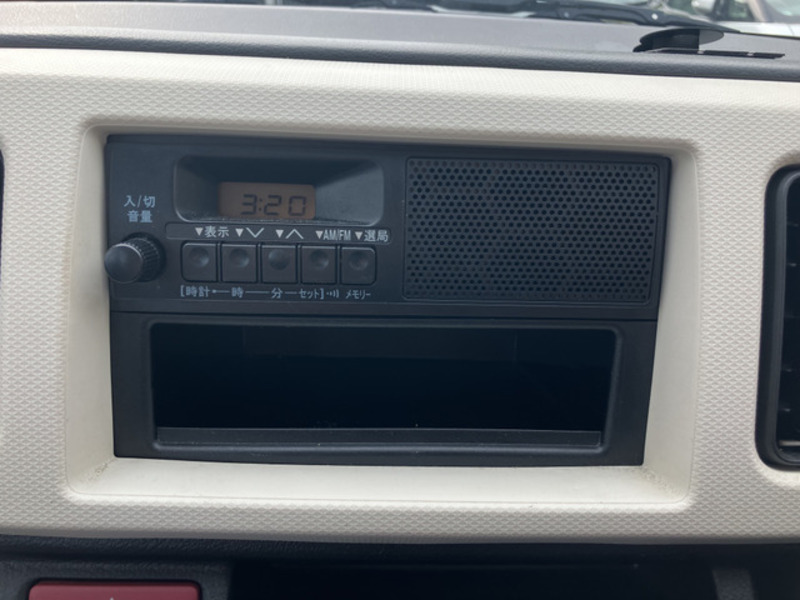 3:20
入/切
音量
▼表示 ▼∨ ▼∧ ▼AM/FM ▼選局
[時計・―時―分―セット] メモリー